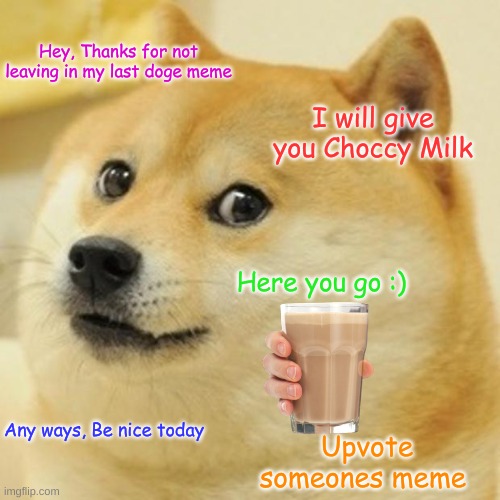 Hey, Thanks for not
leaving in my last doge meme
I will give
you Choccy Milk
Here you go :)
Any ways, Be nice today
Upvote
someones meme
imgflip.com